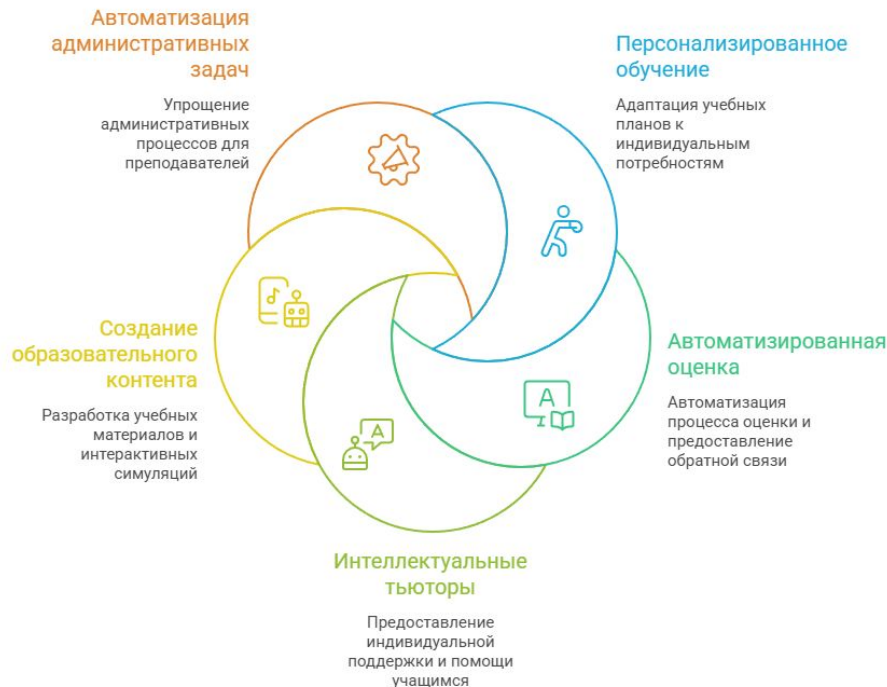 Автоматизация
административных
задач
Упрощение
административных
процессов для
преподавателей
Персонализированное
обучение
Адаптация учебных
планов к
индивидуальным
потребностям
Создание
образовательного
контента
Разработка учебных
материалов и
интерактивных
симуляций
A
A
Автоматизированная
оценка
Автоматизация
процесса оценки и
предоставление
обратной связи
Интеллектуальные
тьюторы
Предоставление
индивидуальной
поддержки и помощи
учащимся